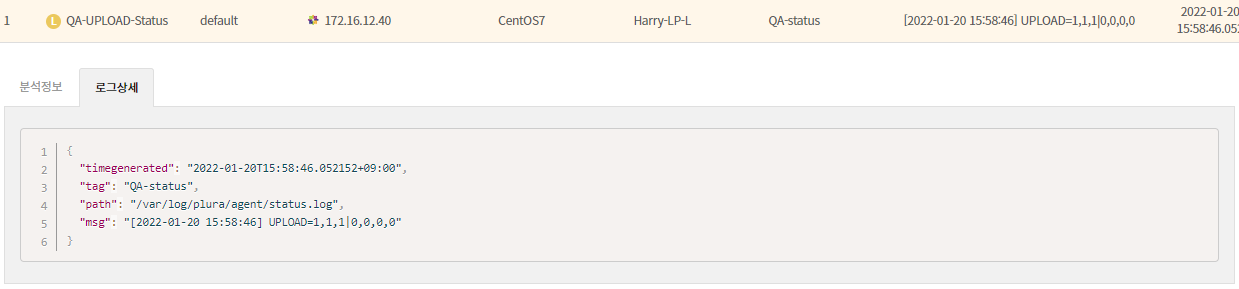 1 L QA-UPLOAD-Status default 172.16.12.40 CentOS7 Harry-LP-L QA-status [2022-01-20 15:58:46] UPLOAD=1,1,1|0,0,0,0 2022-01-20
15:58:46.052
분석정보 로그상세
1 {
2 "timegenerated": "2022-01-20T15:58:46.052152+09:00",
3 "tag": "QA-status",
4 "path": "/var/log/plura/agent/status.log",
5 "msg": "[2022-01-20 15:58:46] UPLOAD=1,1,1|0,0,0,0"
6 }